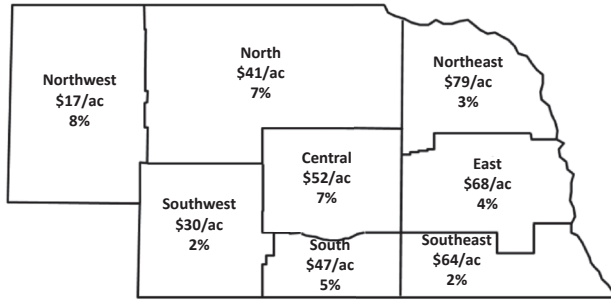 North
$41/ac
7%
Northwest
$17/ac
8%
Northeast
$79/ac
3%
Central
$52/ac
7%
East
$68/ac
4%
Southwest
$30/ac
2%
South
$47/ac
5%
Southeast
$64/ac
2%